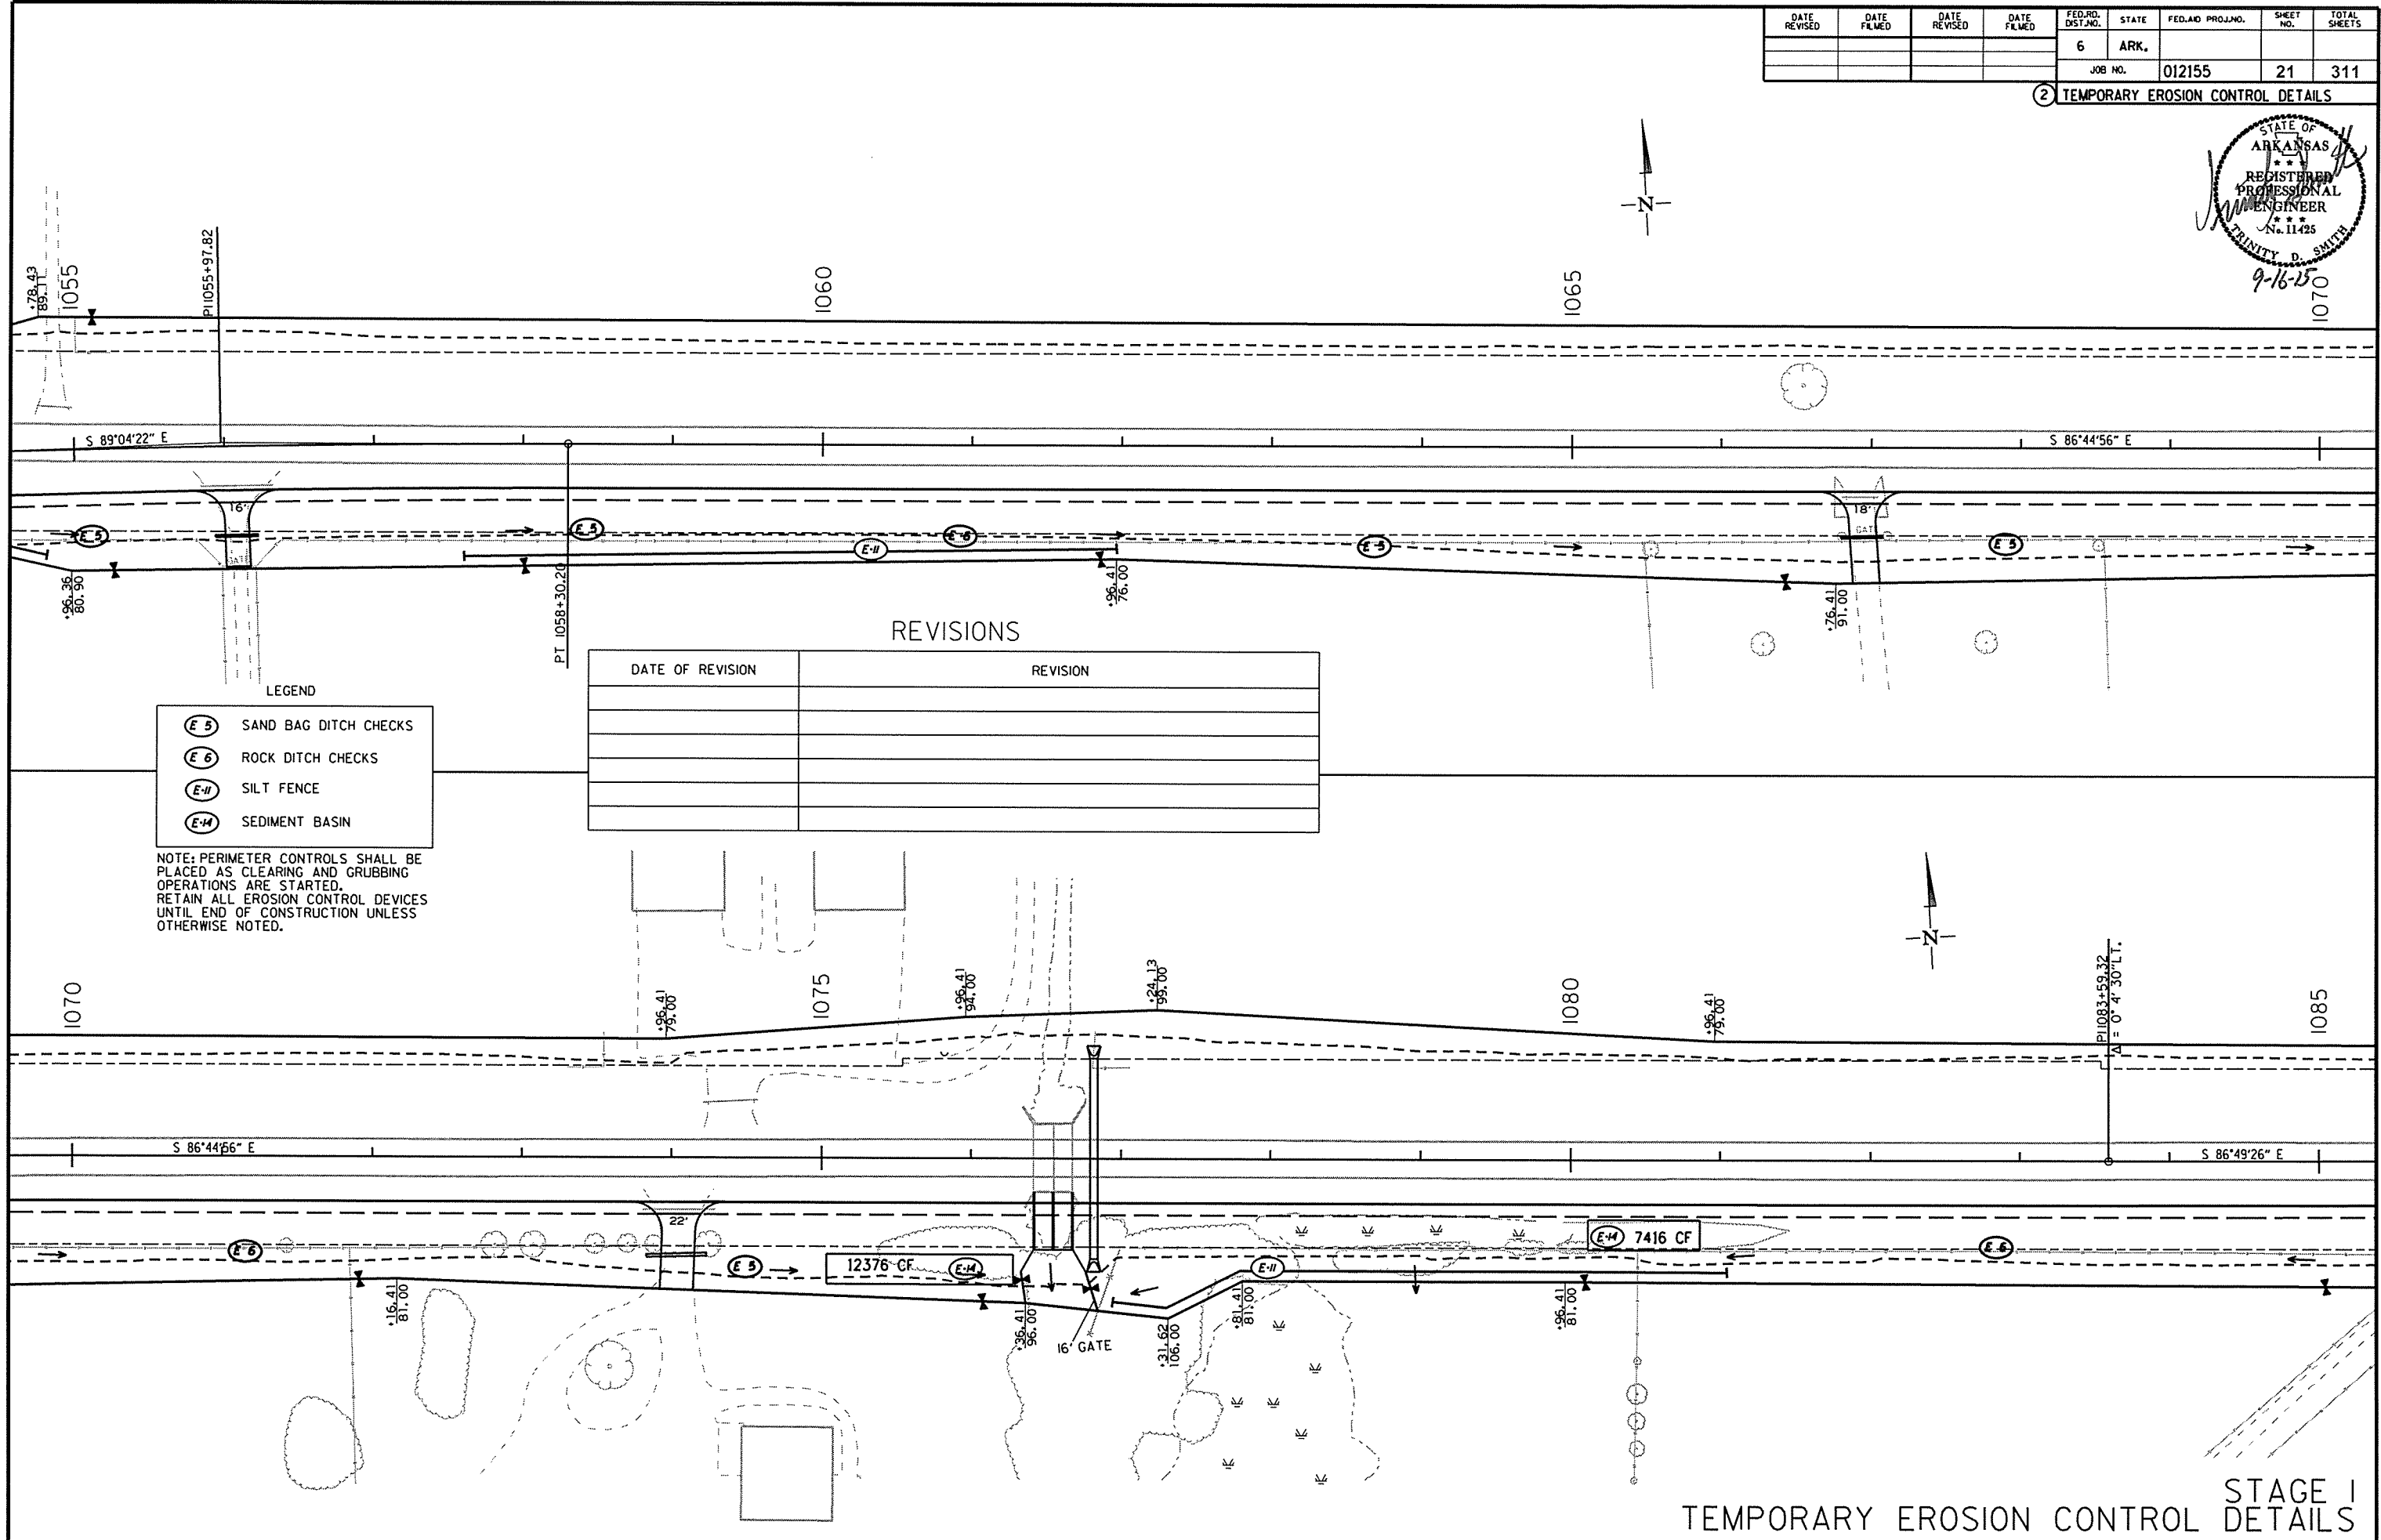 DATE REVISED DATE FILMED DATE REVISED DATE FILMED FED.RD. DIST.NO. STATE FED.AID PROJ.NO. SHEET NO. TOTAL SHEETS
6 ARK.
JOB NO. 012155 21 311
2 TEMPORARY EROSION CONTROL DETAILS
STATE OF
ARKANSAS
REGISTERED
PROFESSIONAL
ENGINEER
No. 11425
TRINITY D. SMITH
9-16-15
N
+78.43
89.11
1055
PI 1055+97.82
1060
1065
1070
S 89°04'22" E
S 86°44'56" E
16'
GATE
E 5
E 5
E-11
E-6
E-5
18'
GATE
E 5
+96.36
80.90
PT 1058+30.20
+96.41
76.00
+76.41
91.00
REVISIONS
DATE OF REVISION REVISION
LEGEND
E 5 SAND BAG DITCH CHECKS
E 6 ROCK DITCH CHECKS
E-11 SILT FENCE
E-14 SEDIMENT BASIN
NOTE: PERIMETER CONTROLS SHALL BE
PLACED AS CLEARING AND GRUBBING
OPERATIONS ARE STARTED.
RETAIN ALL EROSION CONTROL DEVICES
UNTIL END OF CONSTRUCTION UNLESS
OTHERWISE NOTED.
N
1070
+96.41
79.00
1075
+96.41
94.00
+24.13
99.00
1080
+96.41
79.00
PI 1083+59.32
Δ = 0°4'30" LT.
1085
S 86°44'56" E
S 86°49'26" E
22'
E-6
E 5
12376 CF E-14
E-11
E-14 7416 CF
E-6
+16.41
81.00
+36.41
96.00
16' GATE
+31.62
106.00
+81.41
81.00
+96.41
81.00
STAGE 1
TEMPORARY EROSION CONTROL DETAILS